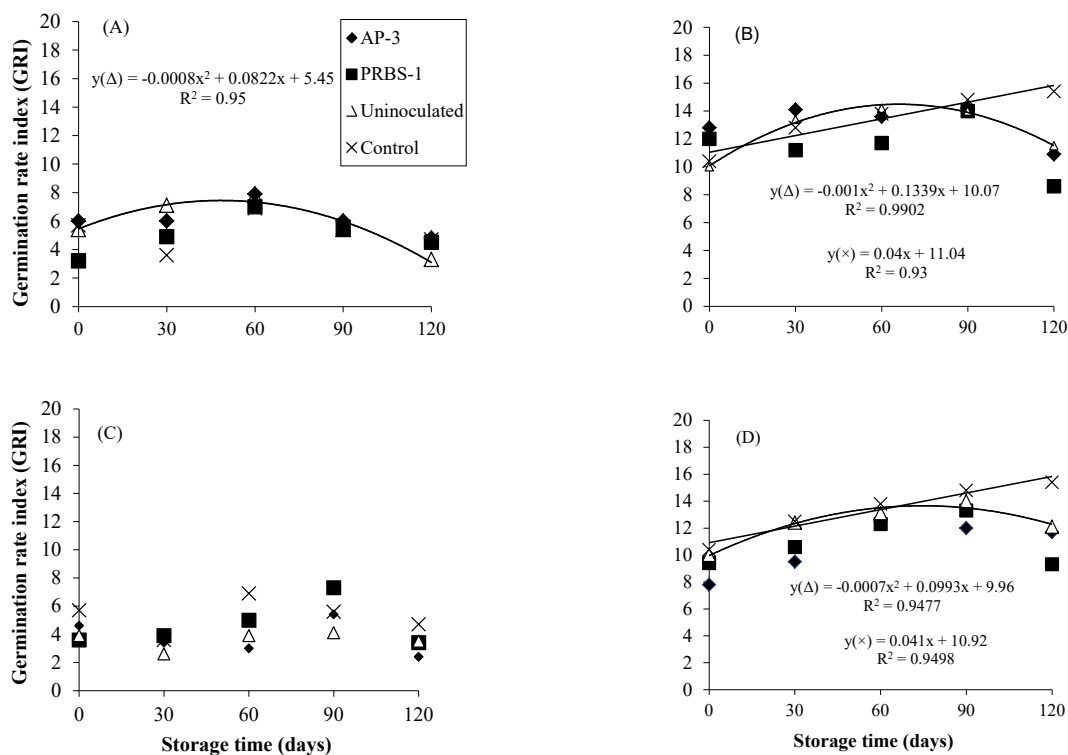 (A)
Germination rate index (GRI)
20
18
16
14
12
10
8
6
4
2
0
0 30 60 90 120
y(Δ) = -0.0008x² + 0.0822x + 5.45
R² = 0.95
AP-3
PRBS-1
Uninoculated
Control
(B)
20
18
16
14
12
10
8
6
4
2
0
0 30 60 90 120
y(Δ) = -0.001x² + 0.1339x + 10.07
R² = 0.9902
y(×) = 0.04x + 11.04
R² = 0.93
(C)
Germination rate index (GRI)
20
18
16
14
12
10
8
6
4
2
0
0 30 60 90 120
Storage time (days)
(D)
20
18
16
14
12
10
8
6
4
2
0
0 30 60 90 120
y(Δ) = -0.0007x² + 0.0993x + 9.96
R² = 0.9477
y(×) = 0.041x + 10.92
R² = 0.9498
Storage time (days)